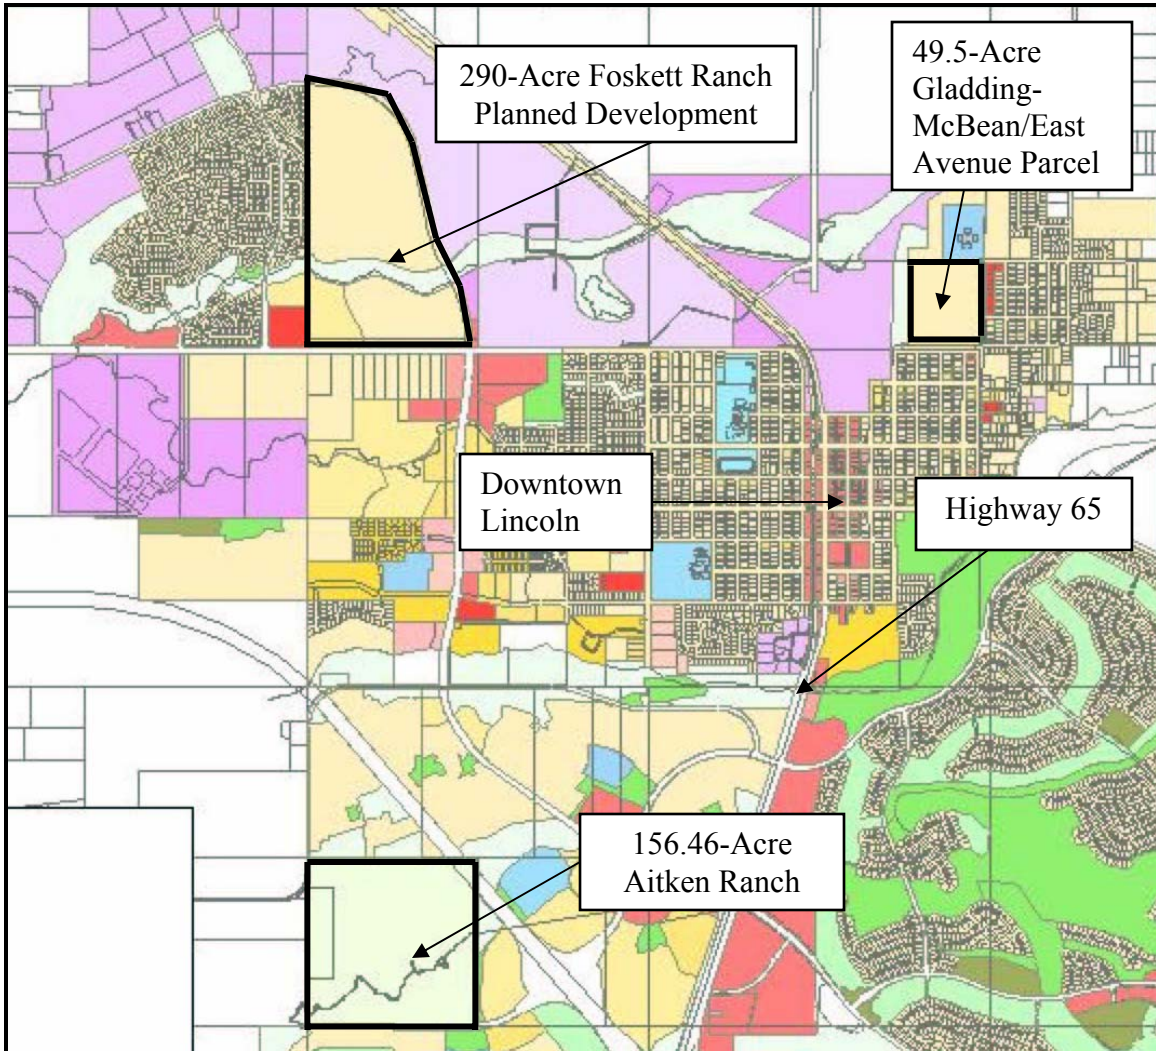 290-Acre Foskett Ranch
Planned Development
49.5-Acre
Gladding-
McBean/East
Avenue Parcel
Downtown
Lincoln
Highway 65
156.46-Acre
Aitken Ranch